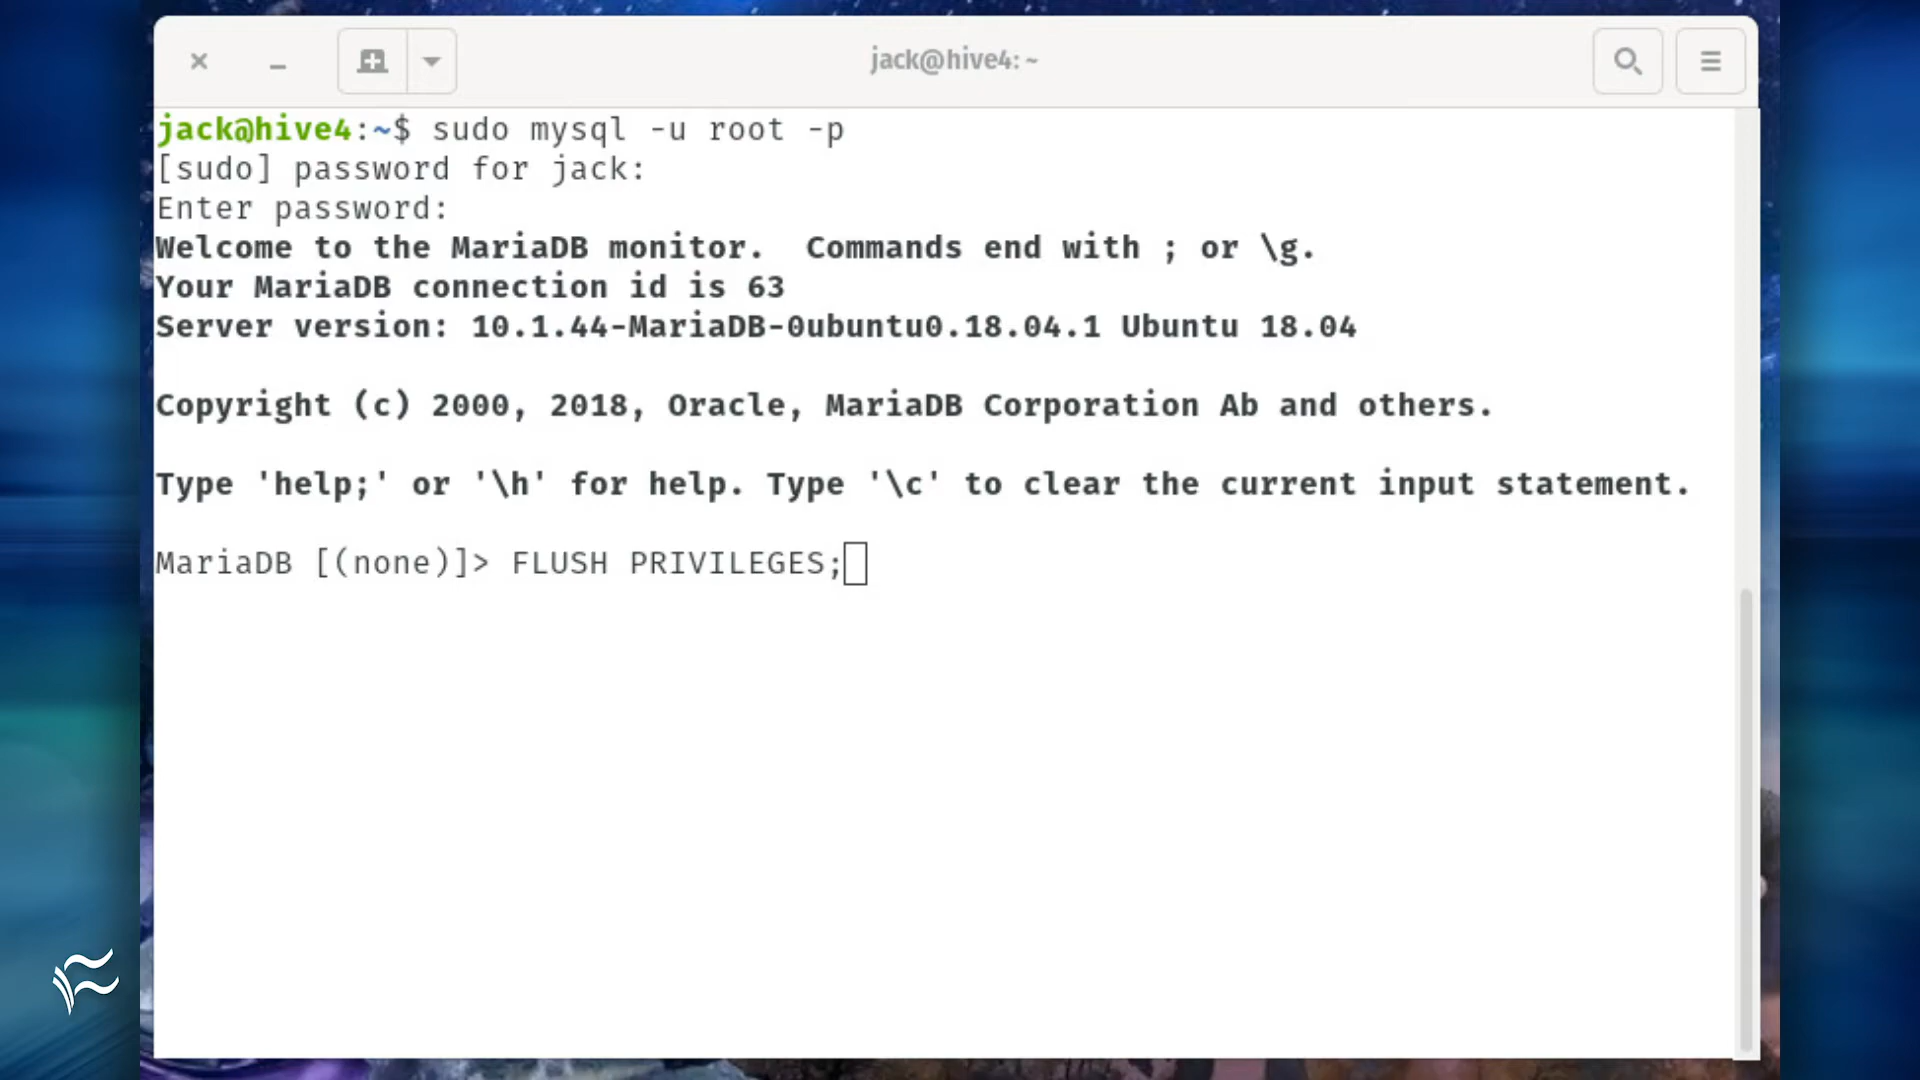 jack@hive4: ~
jack@hive4:~$ sudo mysql -u root -p
[sudo] password for jack:
Enter password:
Welcome to the MariaDB monitor.  Commands end with ; or \g.
Your MariaDB connection id is 63
Server version: 10.1.44-MariaDB-0ubuntu0.18.04.1 Ubuntu 18.04
Copyright (c) 2000, 2018, Oracle, MariaDB Corporation Ab and others.
Type 'help;' or '\h' for help. Type '\c' to clear the current input statement.
MariaDB [(none)]> FLUSH PRIVILEGES;